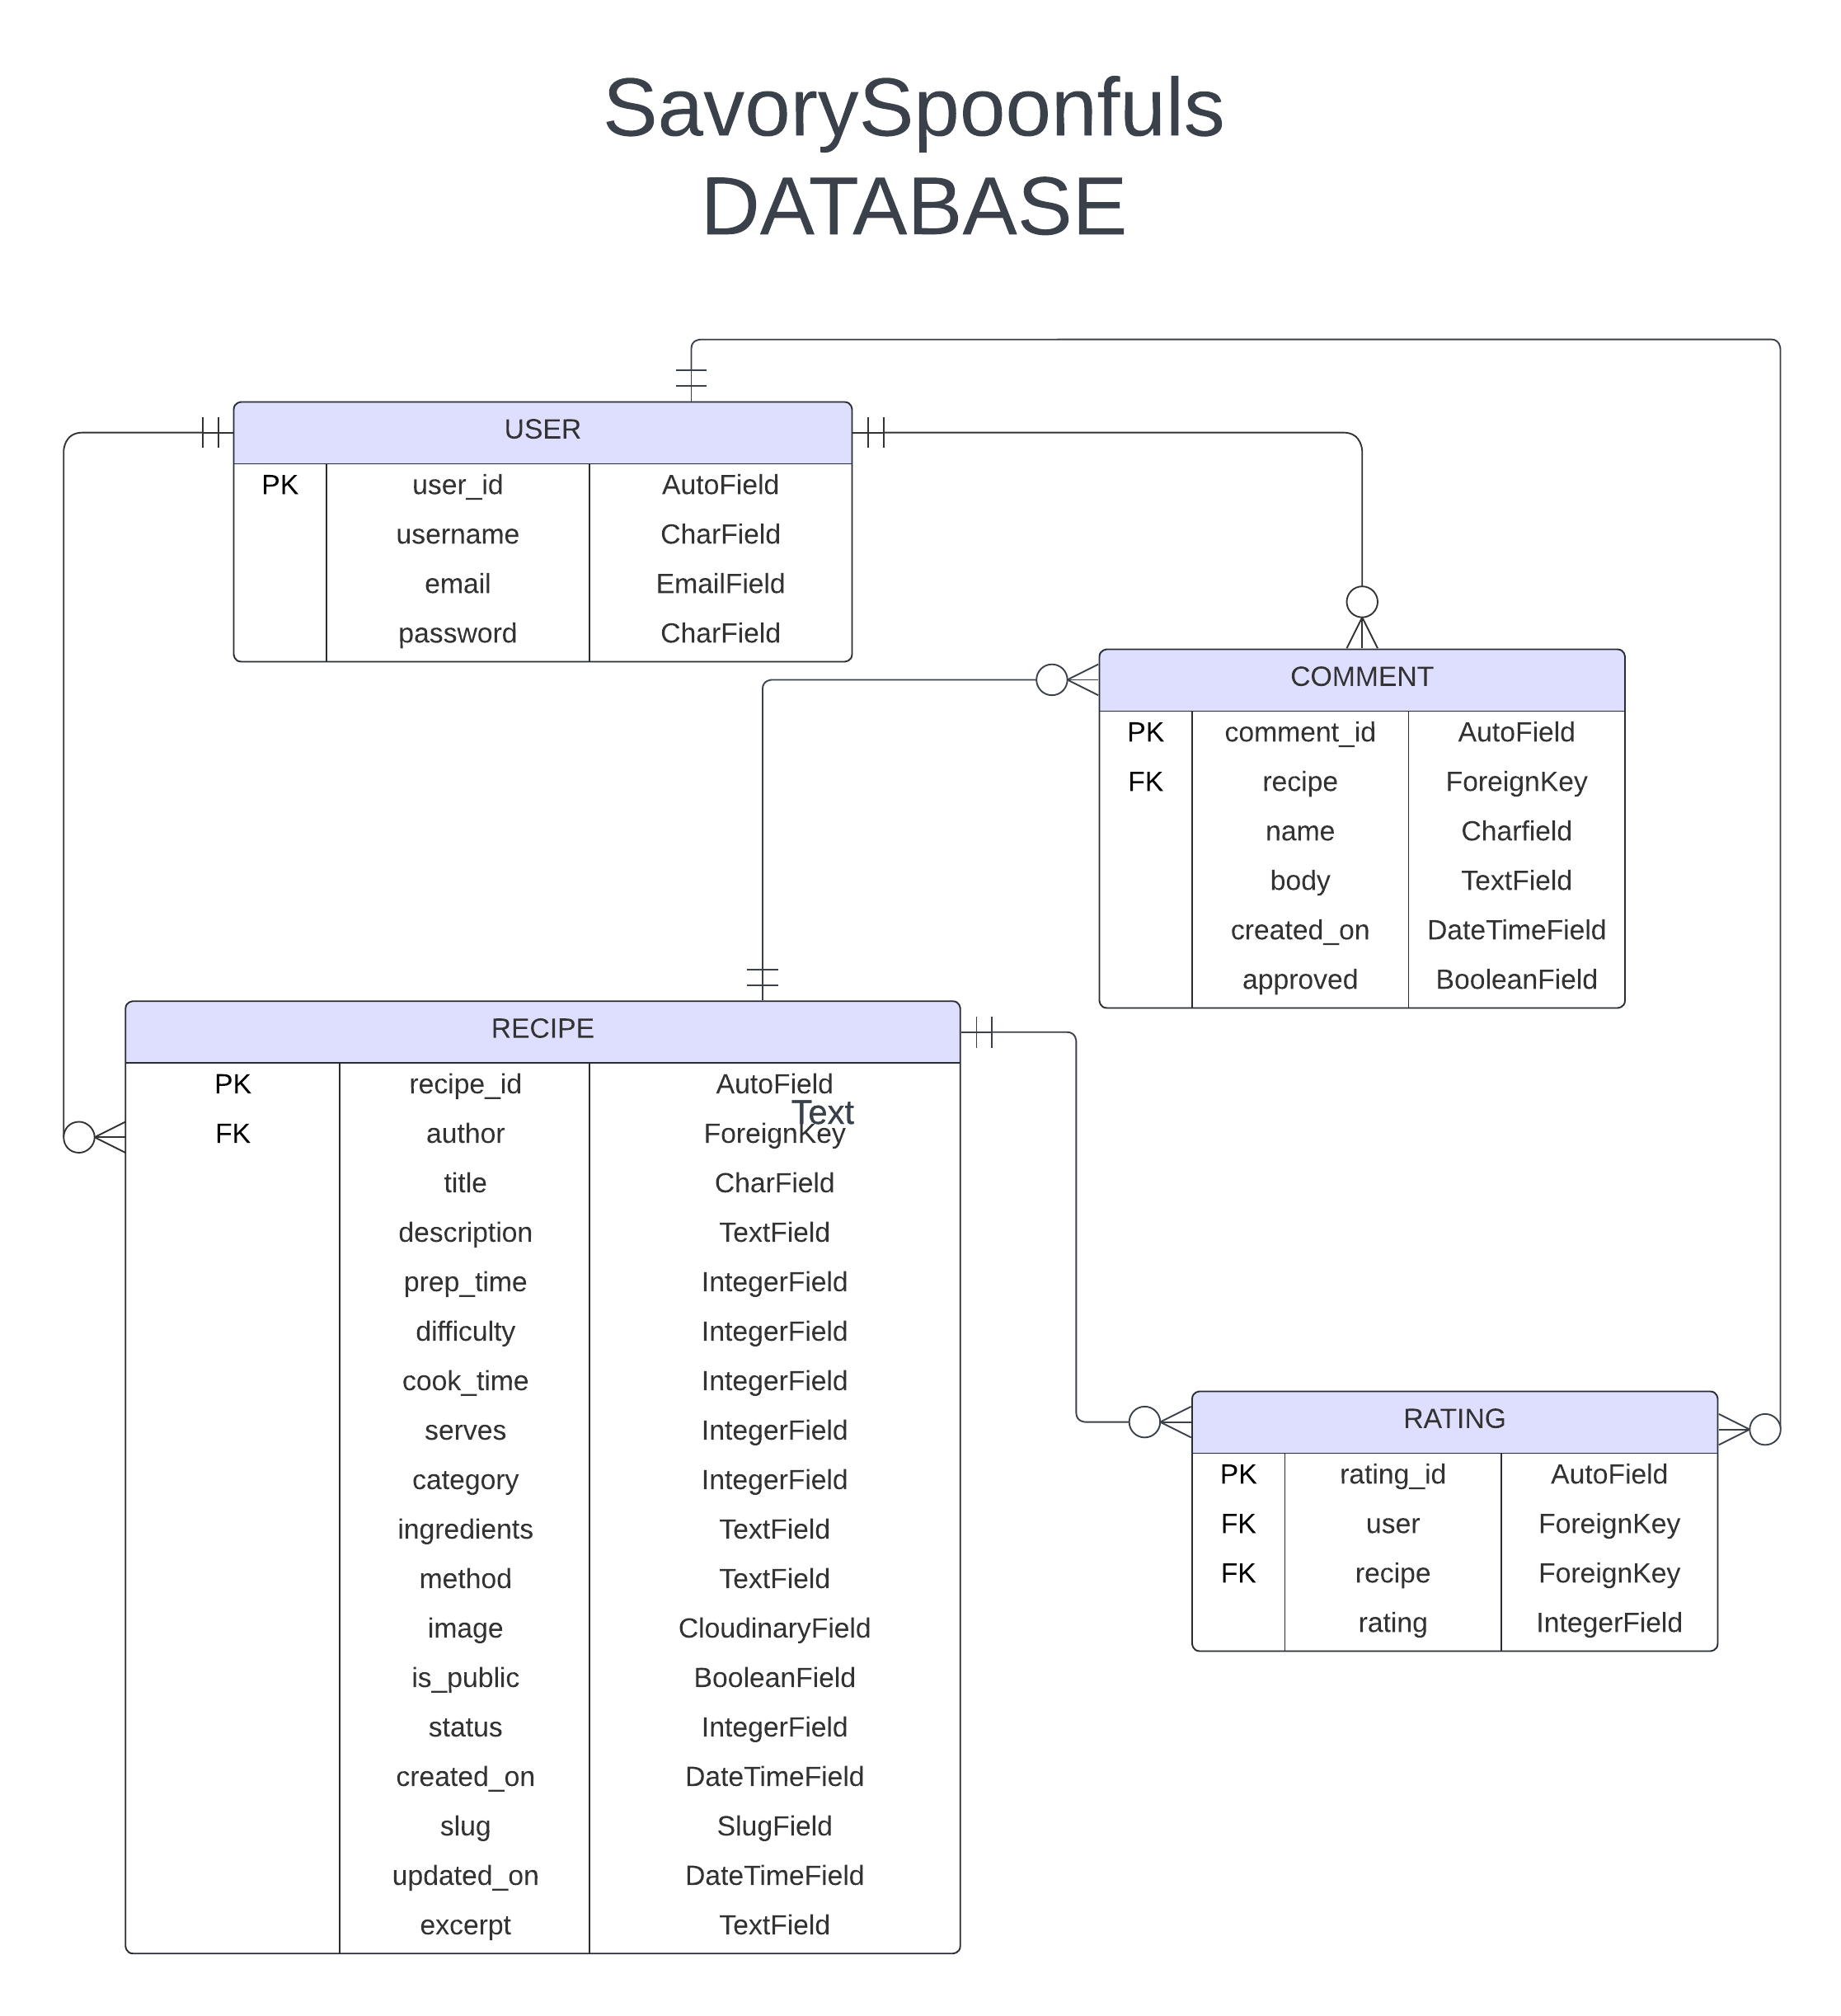 SavorySpoonfuls
DATABASE
USER
PK user_id AutoField
username CharField
email EmailField
password CharField
COMMENT
PK comment_id AutoField
FK recipe ForeignKey
name Charfield
body TextField
created_on DateTimeField
approved BooleanField
RECIPE
PK recipe_id AutoField
Text
FK author ForeignKey
title CharField
description TextField
prep_time IntegerField
difficulty IntegerField
cook_time IntegerField
serves IntegerField
category IntegerField
ingredients TextField
method TextField
image CloudinaryField
is_public BooleanField
status IntegerField
created_on DateTimeField
slug SlugField
updated_on DateTimeField
excerpt TextField
RATING
PK rating_id AutoField
FK user ForeignKey
FK recipe ForeignKey
rating IntegerField